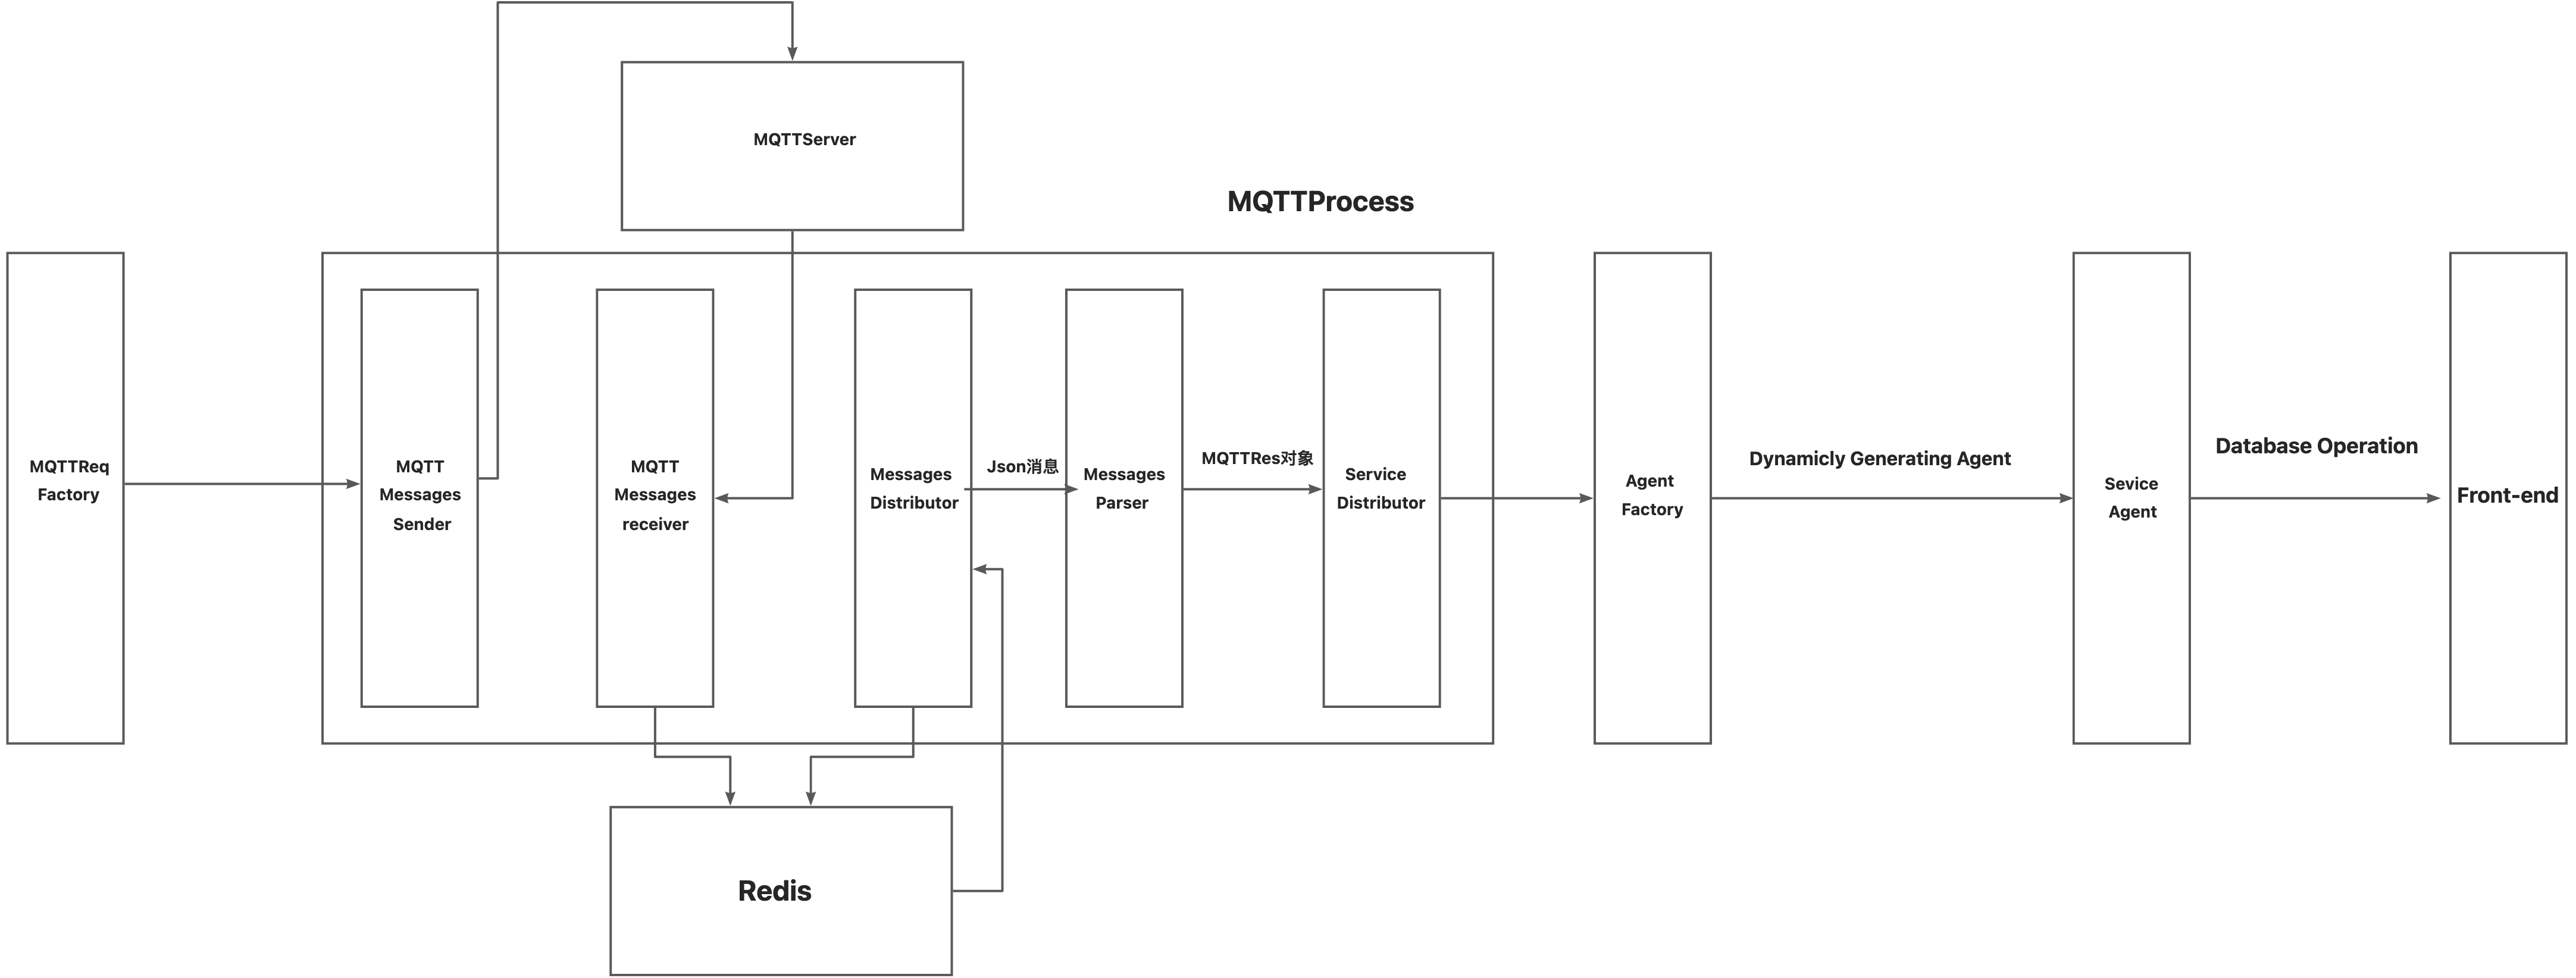 MQTTServer
MQTTProcess
MQTTReq
Factory
MQTT
Messages
Sender
MQTT
Messages
receiver
Messages
Distributor
Json消息
Messages
Parser
MQTTRes对象
Service
Distributor
Agent
Factory
Dynamicly Generating Agent
Sevice
Agent
Database Operation
Front-end
Redis